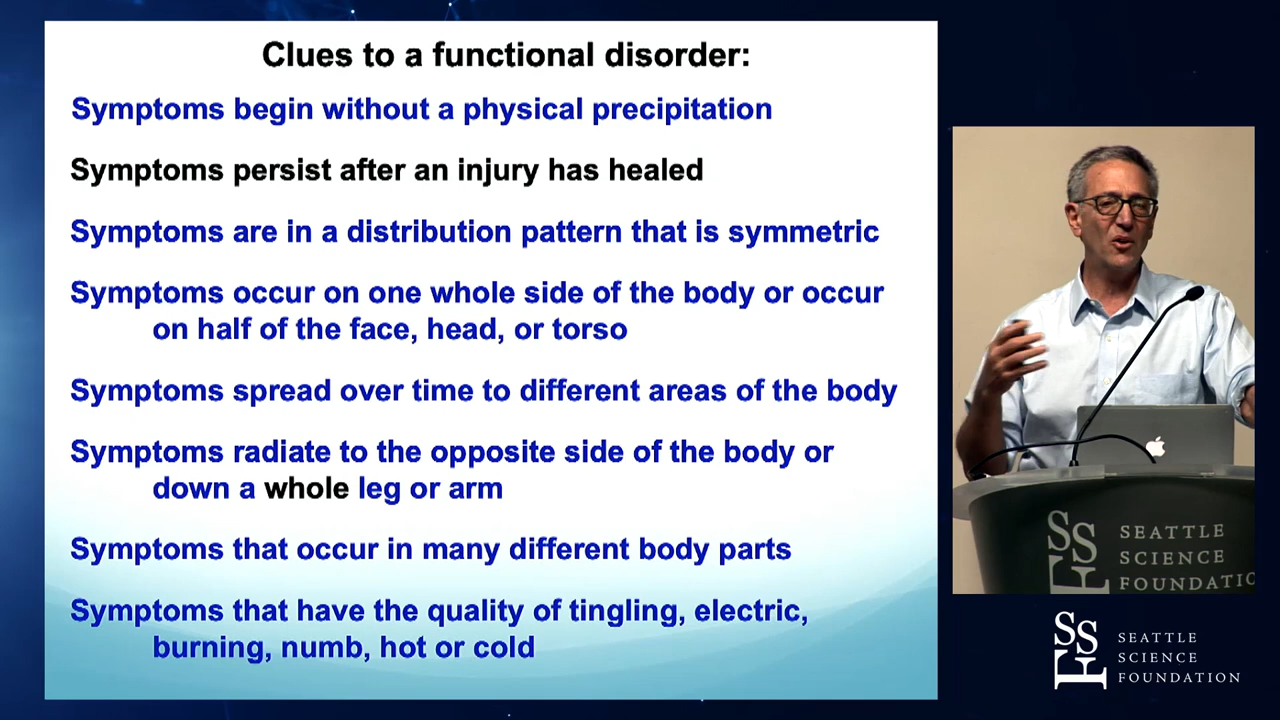 Clues to a functional disorder:
Symptoms begin without a physical precipitation
Symptoms persist after an injury has healed
Symptoms are in a distribution pattern that is symmetric
Symptoms occur on one whole side of the body or occur
on half of the face, head, or torso
Symptoms spread over time to different areas of the body
Symptoms radiate to the opposite side of the body or
down a whole leg or arm
Symptoms that occur in many different body parts
Symptoms that have the quality of tingling, electric,
burning, numb, hot or cold
SSF
SEATTLE
SCIENCE
FOUNDATIO
SSF
SEATTLE
SCIENCE
FOUNDATION